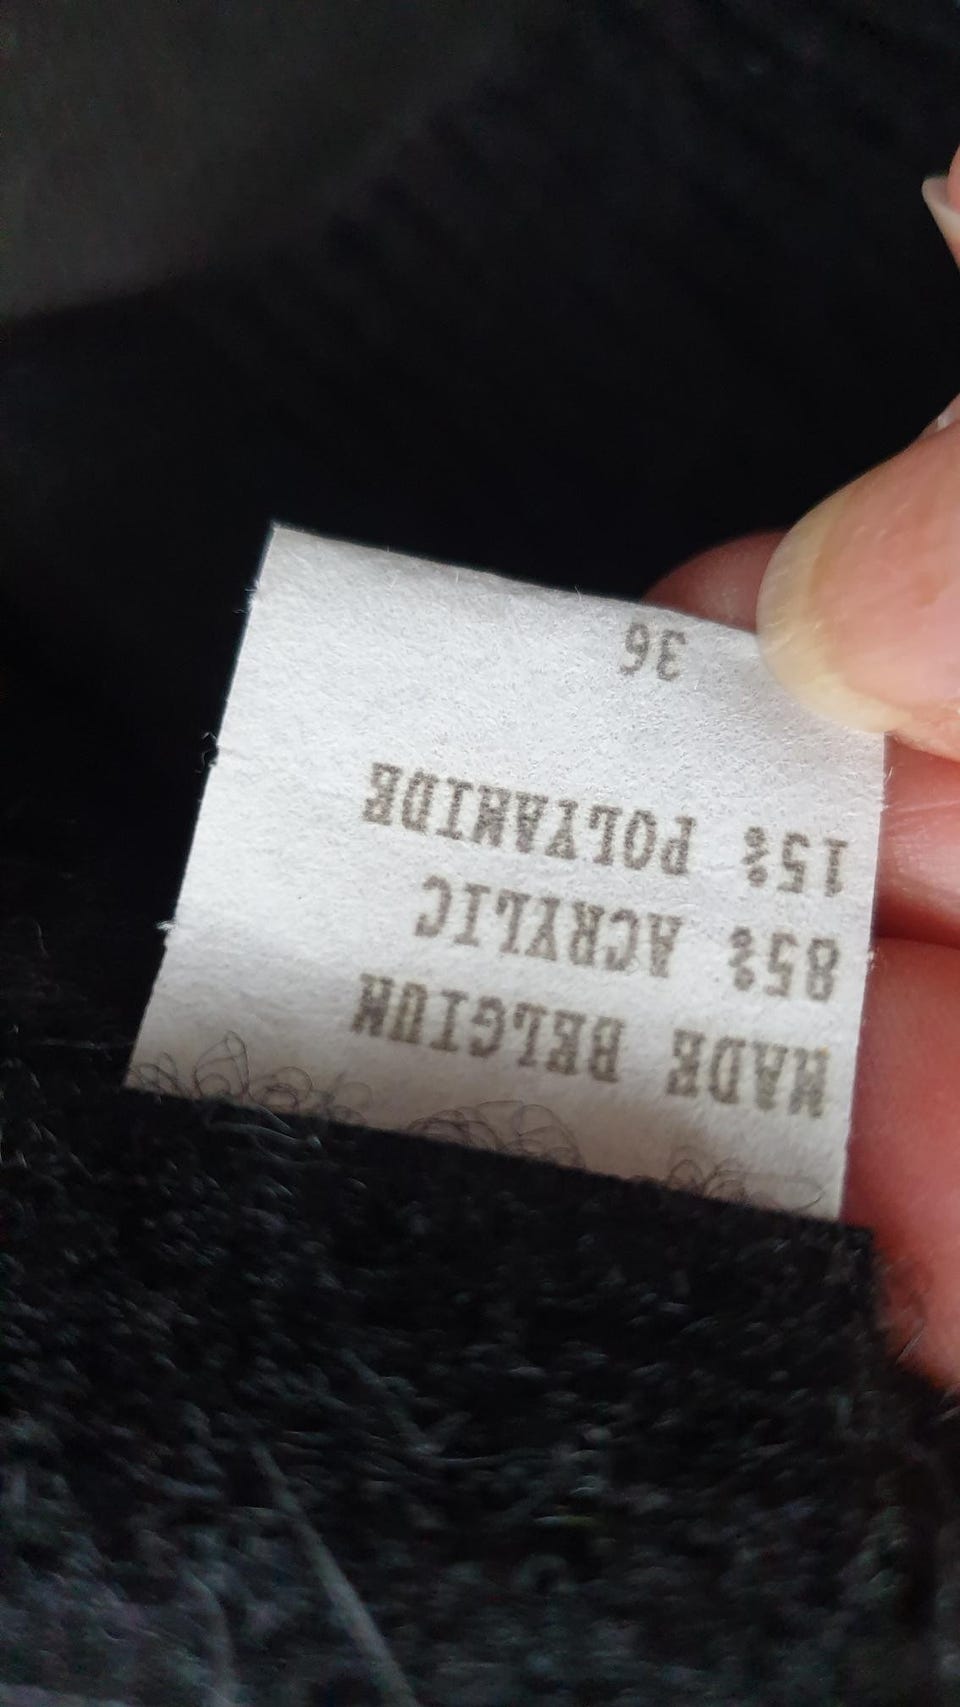 MADE BELGIUM
85% ACRYLIC
15% POLYAMIDE
36